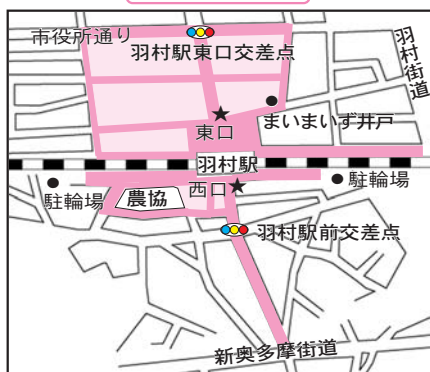 市役所通り
羽村駅東口交差点
羽村街道
東口
まいまいず井戸
羽村駅
駐輪場
農協
西口
駐輪場
羽村駅前交差点
新奥多摩街道